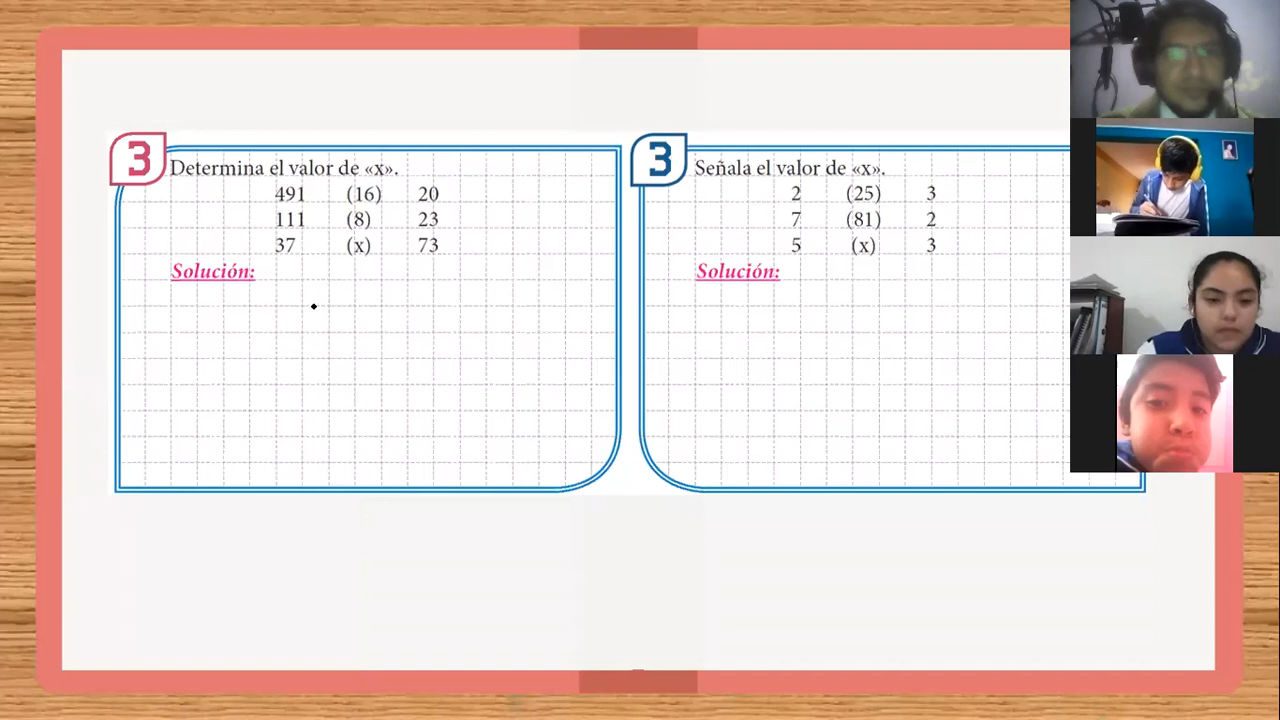 3
Determina el valor de «x».
491 (16) 20
111 (8) 23
37 (x) 73
Solución:
3
Señala el valor de «x».
2 (25) 3
7 (81) 2
5 (x) 3
Solución: